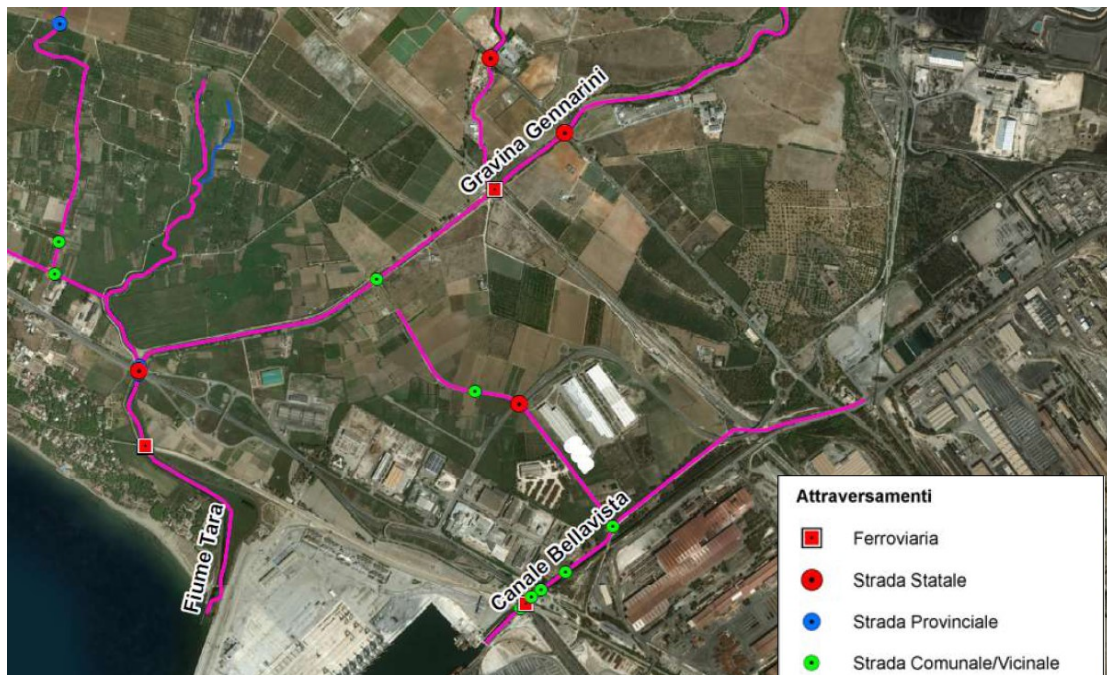 Gravina Gennarini
Fiume Tara
Canale Bellavista
Attraversamenti
Ferroviaria
Strada Statale
Strada Provinciale
Strada Comunale/Vicinale